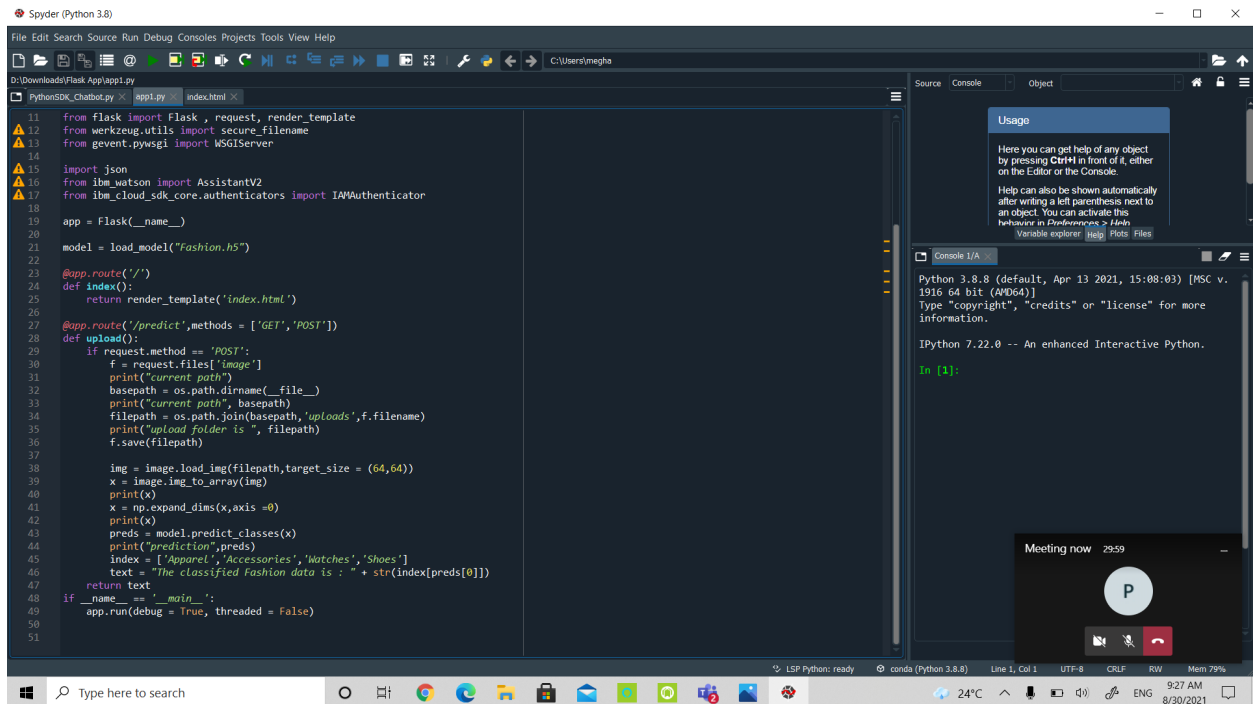 Spyder (Python 3.8)
File Edit Search Source Run Debug Consoles Projects Tools View Help
C:\Users\megha
D:\Downloads\Flask App\app1.py
PythonSDK_Chatbot.py
app1.py
index.html
11 from flask import Flask , request, render_template
12 from werkzeug.utils import secure_filename
13 from gevent.pywsgi import WSGIServer
14
15 import json
16 from ibm_watson import AssistantV2
17 from ibm_cloud_sdk_core.authenticators import IAMAuthenticator
18
19 app = Flask(__name__)
20
21 model = load_model("Fashion.h5")
22
23 @app.route('/')
24 def index():
25     return render_template('index.html')
26
27 @app.route('/predict',methods = ['GET','POST'])
28 def upload():
29     if request.method == 'POST':
30         f = request.files['image']
31         print("current path")
32         basepath = os.path.dirname(__file__)
33         print("current path", basepath)
34         filepath = os.path.join(basepath,'uploads',f.filename)
35         print("upload folder is ", filepath)
36         f.save(filepath)
37
38         img = image.load_img(filepath,target_size = (64,64))
39         x = image.img_to_array(img)
40         print(x)
41         x = np.expand_dims(x,axis =0)
42         print(x)
43         preds = model.predict_classes(x)
44         print("prediction",preds)
45         index = ['Apparel','Accessories','Watches','Shoes']
46         text = "The classified Fashion data is : " + str(index[preds[0]])
47     return text
48 if __name__ == '__main__':
49     app.run(debug = True, threaded = False)
50
51
Source Console Object
Usage
Here you can get help of any object
by pressing Ctrl+I in front of it, either
on the Editor or the Console.
Help can also be shown automatically
after writing a left parenthesis next to
an object. You can activate this
behavior in Preferences > Help.
Variable explorer Help Plots Files
Console 1/A
Python 3.8.8 (default, Apr 13 2021, 15:08:03) [MSC v.
1916 64 bit (AMD64)]
Type "copyright", "credits" or "license" for more
information.
IPython 7.22.0 -- An enhanced Interactive Python.
In [1]:
Meeting now 29:59
P
LSP Python: ready conda (Python 3.8.8) Line 1, Col 1 UTF-8 CRLF RW Mem 79%
Type here to search
24°C ENG 9:27 AM
8/30/2021